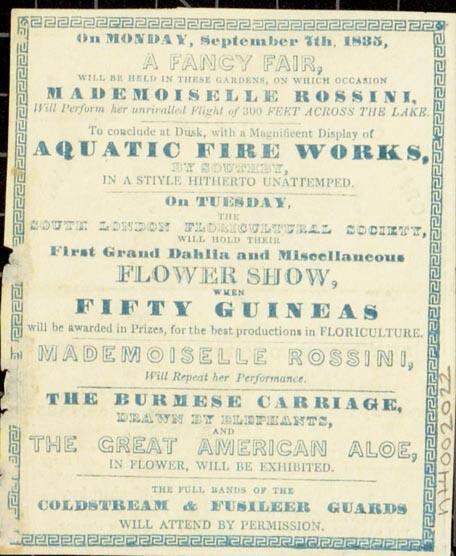 On MONDAY, September 7th, 1835,
A FANCY FAIR,
WILL BE HELD IN THESE GARDENS, ON WHICH OCCASION
MADEMOISELLE ROSSINI,
Will Perform her unrivalled Flight of 300 FEET ACROSS THE LAKE.
To conclude at Dusk, with a Magnificent Display of
AQUATIC FIRE WORKS,
BY SOUTHBY,
IN A STIYLE HITHERTO UNATTEMPED.
On TUESDAY,
THE
SOUTH LONDON FLORICULTURAL SOCIETY,
WILL HOLD THEIR
First Grand Dahlia and Miscellaneous
FLOWER SHOW,
WHEN
FIFTY GUINEAS
will be awarded in Prizes, for the best productions in FLORICULTURE.
MADEMOISELLE ROSSINI,
Will Repeat her Performance.
THE BURMESE CARRIAGE,
DRAWN BY ELEPHANTS,
AND
THE GREAT AMERICAN ALOE,
IN FLOWER, WILL BE EXHIBITED.
THE FULL BANDS OF THE
COLDSTREAM & FUSILEER GUARDS
WILL ATTEND BY PERMISSION.